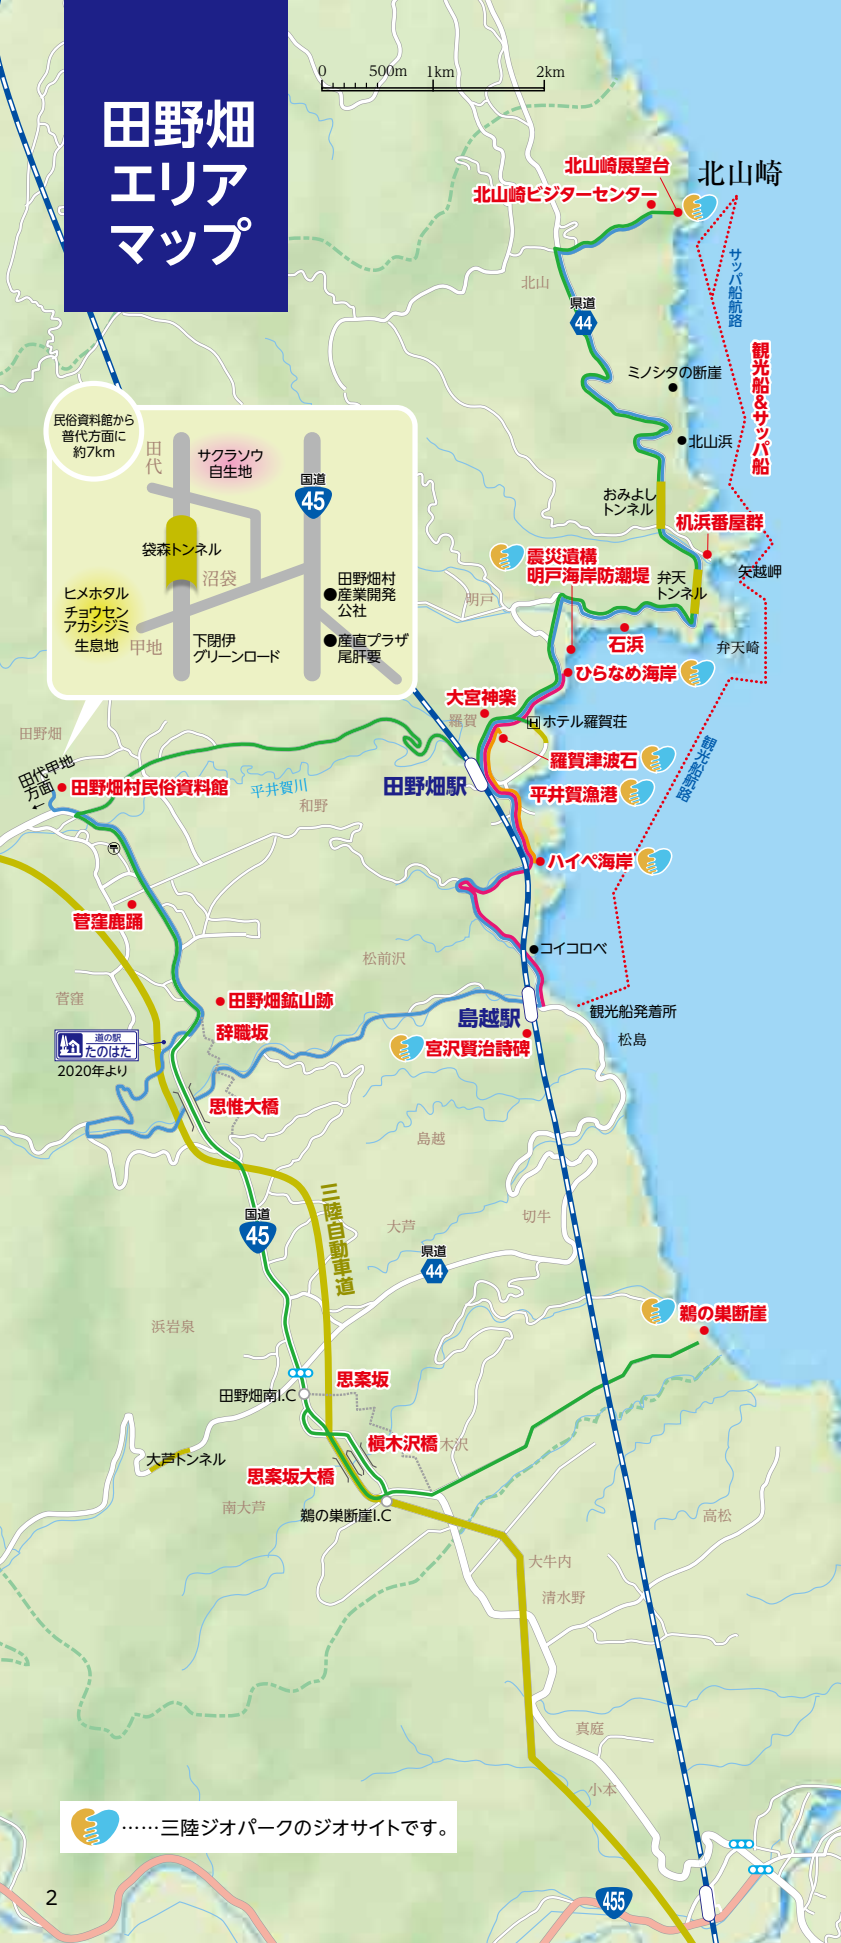 田野畑
エリア
マップ
0 500m 1km 2km
北山崎展望台
北山崎
北山崎ビジターセンター
サッパ船航路
北山
県道
44
観光船&サッパ船
ミノシタの断崖
北山浜
民俗資料館から
普代方面に
約7km
田代
サクラソウ
自生地
国道
45
袋森トンネル
沼袋
ヒメホタル
チョウセン
アカシジミ
生息地
甲地
下閉伊
グリーンロード
田野畑村
産業開発
公社
産直プラザ
尾肝要
おみよし
トンネル
机浜番屋群
震災遺構
明戸海岸防潮堤
弁天
トンネル
矢越岬
明戸
石浜
弁天崎
ひらなめ海岸
大宮神楽
羅賀
H ホテル羅賀荘
田野畑
羅賀津波石
観光船航路
田代甲地
方面
田野畑村民俗資料館
平井賀川
和野
田野畑駅
平井賀漁港
ハイペ海岸
菅窪鹿踊
松前沢
コイコロベ
菅窪
田野畑鉱山跡
観光船発着所
島越駅
辞職坂
松島
道の駅
たのはた
2020年より
宮沢賢治詩碑
思惟大橋
島越
三陸自動車道
国道
45
大芦
切牛
県道
44
浜岩泉
鵜の巣断崖
思案坂
田野畑南I.C
槇木沢橋
木沢
大芦トンネル
思案坂大橋
南大芦
鵜の巣断崖I.C
高松
大牛内
清水野
真庭
小本
……三陸ジオパークのジオサイトです。
2
455